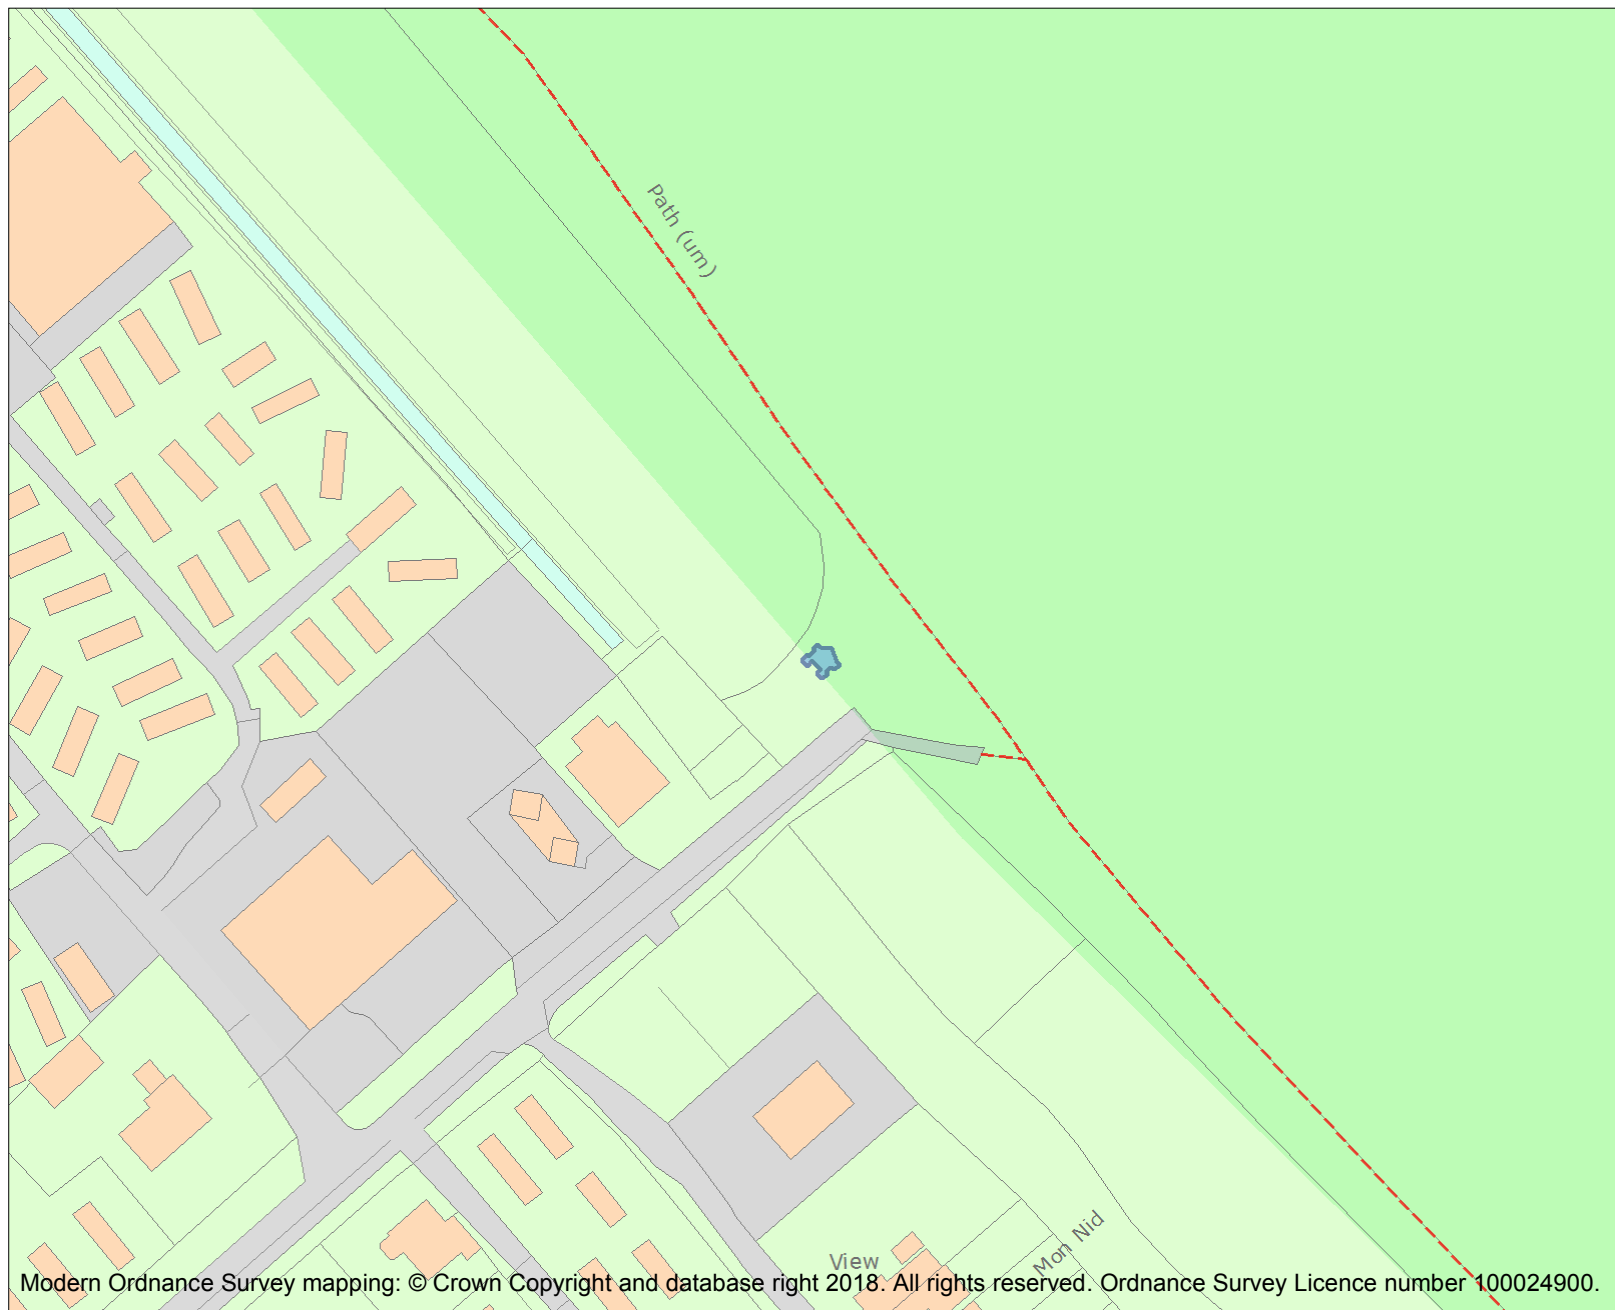 Path (um)
Mon Nid
View
Modern Ordnance Survey mapping: © Crown Copyright and database right 2018. All rights reserved. Ordnance Survey Licence number 100024900.